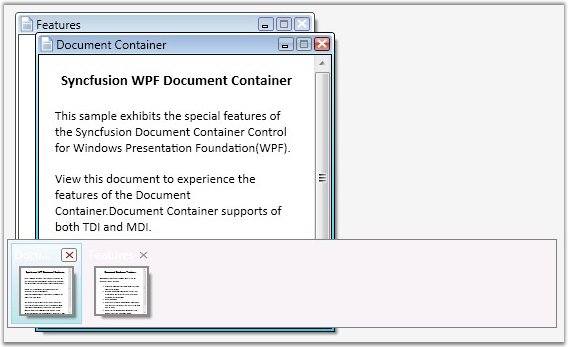 Features
Document Container
Syncfusion WPF Document Container
This sample exhibits the special features of
the Syncfusion Document Container Control
for Windows Presentation Foundation(WPF).
View this document to experience the
features of the Document
Container.Document Container supports of
both TDI and MDI.
Docu...
Features